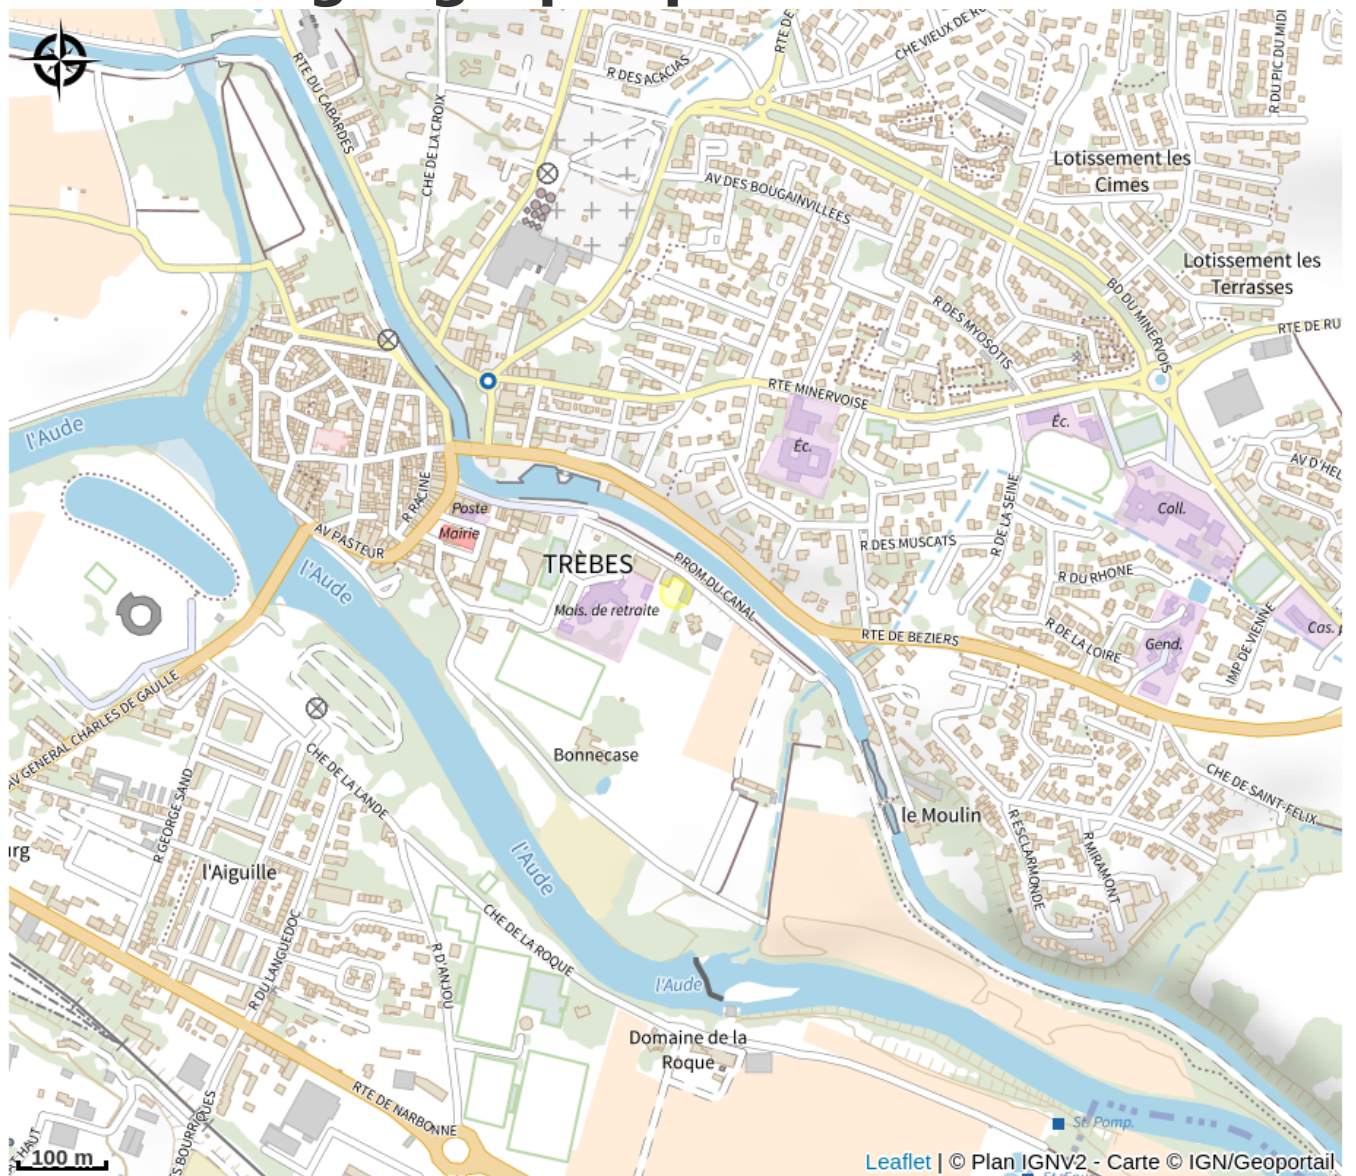 RTE DU CABARDES
CHE DE LA CROIX
R DES ACACIAS
RTE DE
CHE VIEUX DE RU
R DU PIC DU MIDI
Lotissement les
Cimes
AV DES BOUGAINVILLEES
Lotissement les
Terrasses
BD DU MINERVOIS
R DES MYOSOTIS
RTE DE RU
RTE MINERVOISE
l'Aude
Éc.
Éc.
AV D'HEL
R RACINE
Poste
Mairie
AV PASTEUR
Coll.
R DE LA SEINE
R DES MUSCATS
TRÈBES
PROM DU CANAL
l'Aude
Mais. de retraite
R DU RHONE
R DE LA LOIRE
RTE DE BEZIERS
Gend.
IMP DE VIENNE
Cas. p
AV GENERAL CHARLES DE GAULLE
Bonnecase
CHE DE LA LANDE
R GEORGE SAND
CHE DE SAINT-FELIX
le Moulin
R ESCLARMONDE
R MIRAMONT
urg
l'Aiguille
l'Aude
CHE DE LA ROQUE
R DU LANGUEDOC
R D'ANJOU
l'Aude
Domaine de la
Roque
RTE DE NARBONNE
S BOURRIQUES
T HAUT
St. Pomp.
100 m
Leaflet | © Plan IGNV2 - Carte © IGN/Geoportail